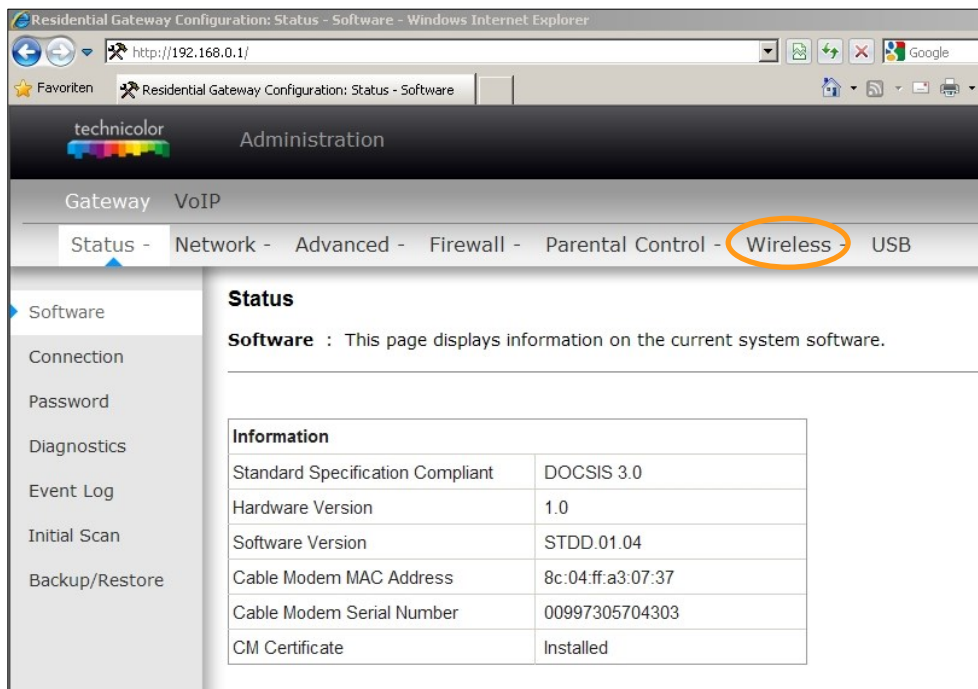 Residential Gateway Configuration: Status - Software - Windows Internet Explorer
http://192.168.0.1/
Google
Favoriten
Residential Gateway Configuration: Status - Software
technicolor
Administration
Gateway VoIP
Status - Network - Advanced - Firewall - Parental Control - Wireless - USB
Software
Connection
Password
Diagnostics
Event Log
Initial Scan
Backup/Restore
Status
Software : This page displays information on the current system software.
Information
Standard Specification Compliant DOCSIS 3.0
Hardware Version 1.0
Software Version STDD.01.04
Cable Modem MAC Address 8c:04:ff:a3:07:37
Cable Modem Serial Number 00997305704303
CM Certificate Installed